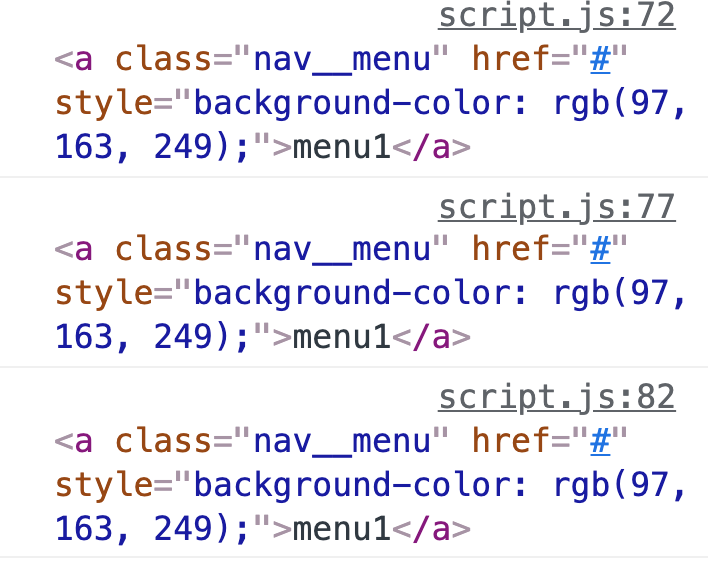 script.js:72
<a class="nav__menu" href="#"
style="background-color: rgb(97,
163, 249);">menu1</a>
script.js:77
<a class="nav__menu" href="#"
style="background-color: rgb(97,
163, 249);">menu1</a>
script.js:82
<a class="nav__menu" href="#"
style="background-color: rgb(97,
163, 249);">menu1</a>